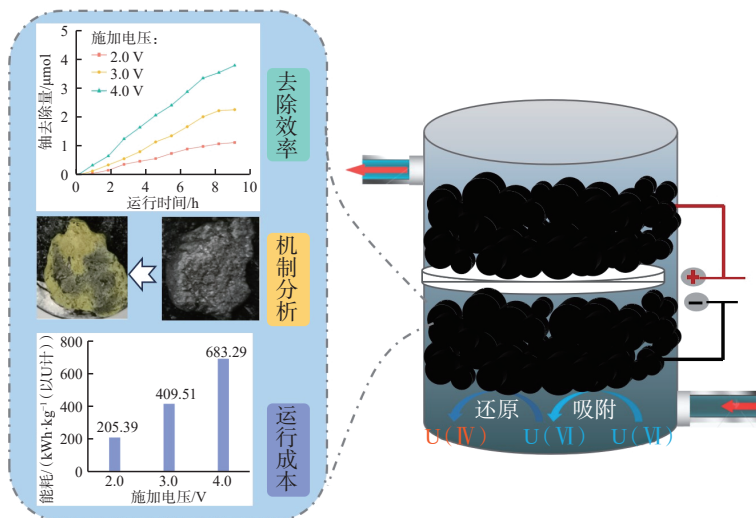 施加电压：
2.0 V
3.0 V
4.0 V
铀去除量/μmol
5
4
3
2
1
0
0 2 4 6 8 10
运行时间/h
去除效率
机制分析
能耗/(kWh·kg⁻¹(以U计))
800
600
400
200
0
205.39
409.51
683.29
2.0 3.0 4.0
施加电压/V
运行成本
+
−
还原
吸附
U(Ⅳ) U(Ⅵ) U(Ⅵ)